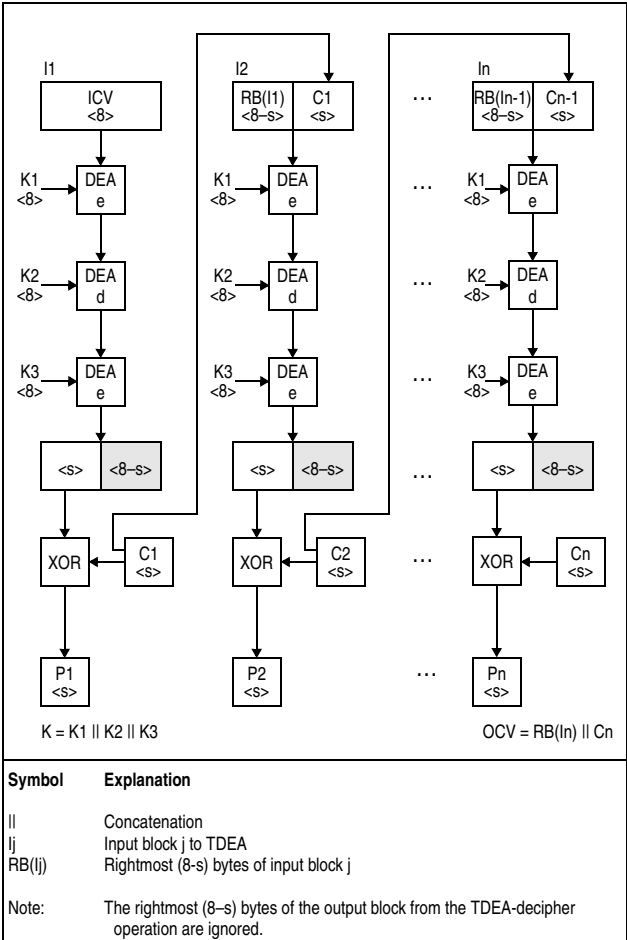 I1 I2 In
ICV RB(I1) C1 ... RB(In-1) Cn-1
<8> <8–s> <s> <8–s> <s>
K1 DEA K1 DEA ... K1 DEA
<8> e <8> e <8> e
K2 DEA K2 DEA ... K2 DEA
<8> d <8> d <8> d
K3 DEA K3 DEA ... K3 DEA
<8> e <8> e <8> e
<s> <8–s> <s> <8–s> ... <s> <8–s>
XOR C1 XOR C2 ... XOR Cn
<s> <s> <s>
P1 P2 ... Pn
<s> <s> <s>
K = K1 || K2 || K3 OCV = RB(In) || Cn
Symbol Explanation
|| Concatenation
Ij Input block j to TDEA
RB(Ij) Rightmost (8-s) bytes of input block j
Note: The rightmost (8–s) bytes of the output block from the TDEA-decipher
operation are ignored.